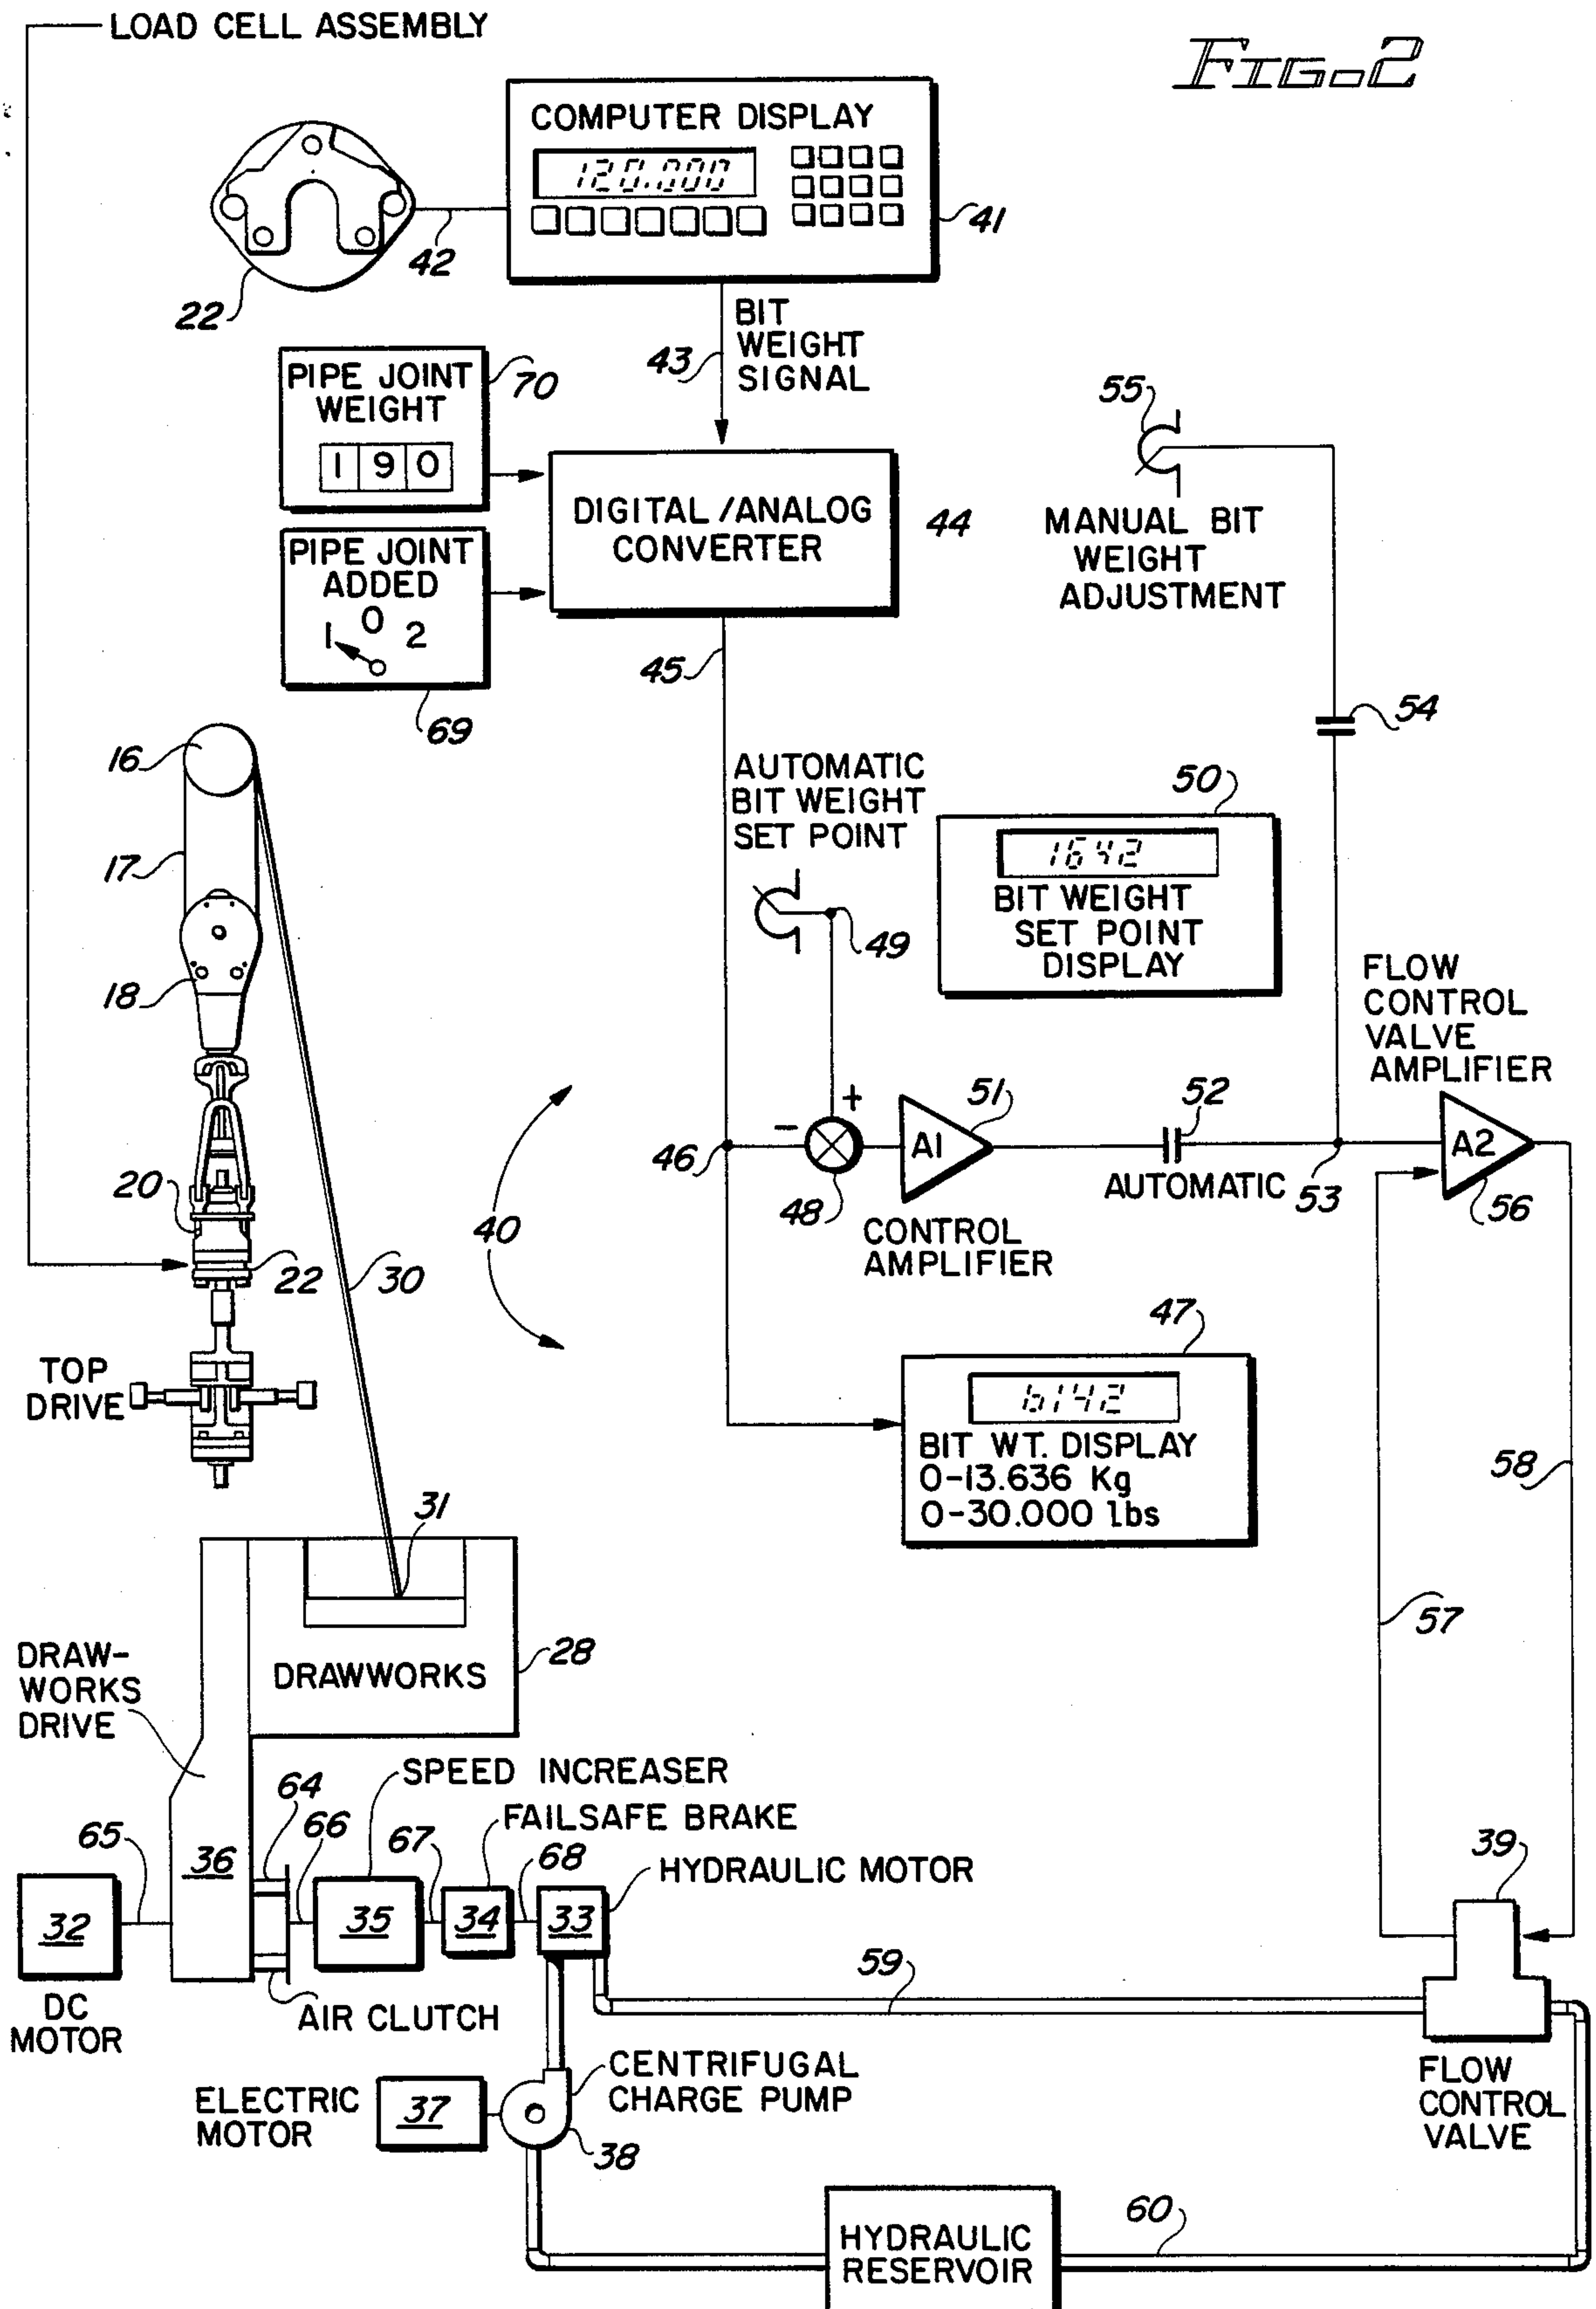 LOAD CELL ASSEMBLY
FIG.-2
COMPUTER DISPLAY
120.000
41
42
22
BIT
WEIGHT
SIGNAL
43
PIPE JOINT
WEIGHT
190
70
55
DIGITAL/ANALOG
CONVERTER
44
MANUAL BIT
WEIGHT
ADJUSTMENT
PIPE JOINT
ADDED
1 0 2
45
69
54
16
AUTOMATIC
BIT WEIGHT
SET POINT
50
1642
BIT WEIGHT
SET POINT
DISPLAY
17
49
18
FLOW
CONTROL
VALVE
AMPLIFIER
51
52
+
-
A1
A2
46
48
AUTOMATIC
53
56
20
40
CONTROL
AMPLIFIER
22
30
47
TOP
DRIVE
6142
BIT WT. DISPLAY
0-13.636 Kg
0-30.000 lbs
58
31
57
DRAW-
WORKS
DRIVE
DRAWWORKS
28
SPEED INCREASER
64
FAILSAFE BRAKE
65
66
67
68
HYDRAULIC MOTOR
39
36
32
35
34
33
59
DC
MOTOR
AIR CLUTCH
CENTRIFUGAL
CHARGE PUMP
FLOW
CONTROL
VALVE
ELECTRIC
MOTOR
37
38
60
HYDRAULIC
RESERVOIR